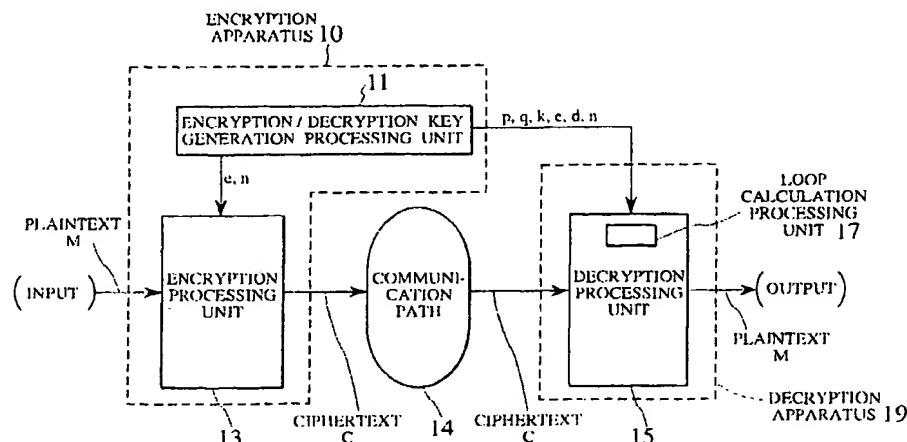 ENCRYPTION
APPARATUS 10
11
ENCRYPTION / DECRYPTION KEY
GENERATION PROCESSING UNIT
p, q, k, e, d, n
e, n
LOOP
CALCULATION
PROCESSING
UNIT 17
PLAINTEXT
M
(INPUT)
ENCRYPTION
PROCESSING
UNIT
COMMUNI-
CATION
PATH
DECRYPTION
PROCESSING
UNIT
(OUTPUT)
PLAINTEXT
M
13
CIPHERTEXT
C
14
CIPHERTEXT
C
15
DECRYPTION
APPARATUS 19